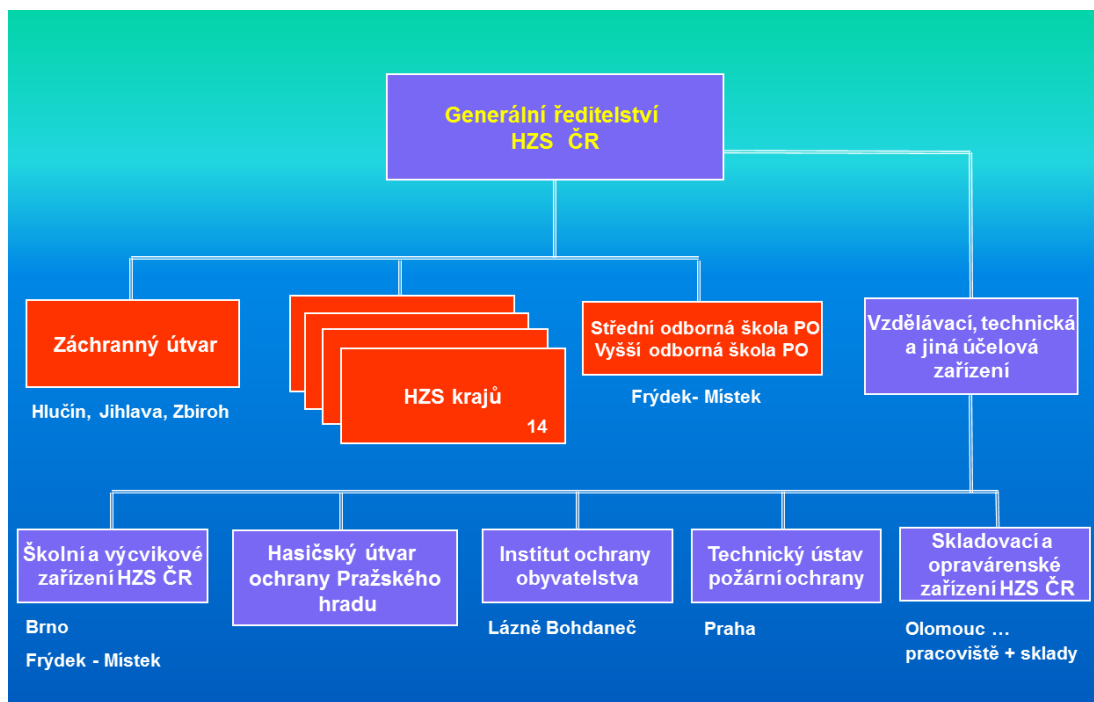 Generální ředitelství
HZS ČR
Záchranný útvar
Hlučín, Jihlava, Zbiroh
HZS krajů
14
Střední odborná škola PO
Vyšší odborná škola PO
Frýdek- Místek
Vzdělávací, technická
a jiná účelová
zařízení
Školní a výcvikové
zařízení HZS ČR
Brno
Frýdek - Místek
Hasičský útvar
ochrany Pražského
hradu
Institut ochrany
obyvatelstva
Lázně Bohdaneč
Technický ústav
požární ochrany
Praha
Skladovací a
opravárenské
zařízení HZS ČR
Olomouc ...
pracoviště + sklady